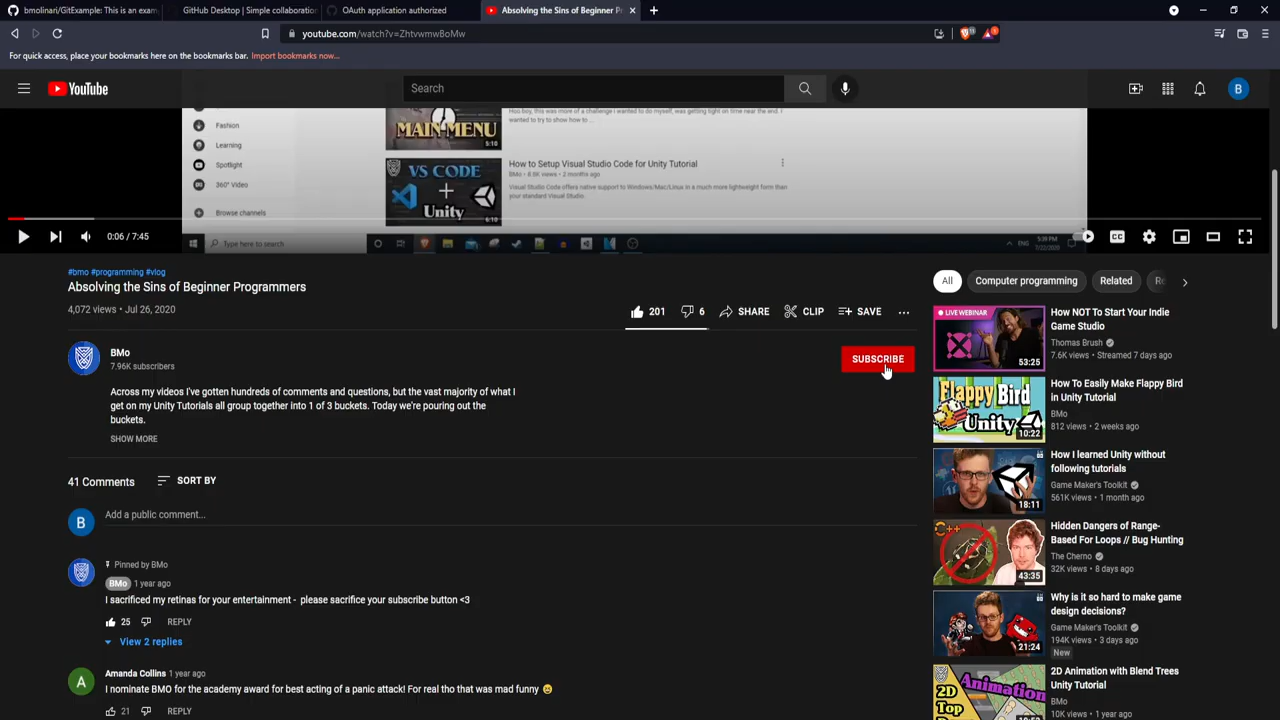 bmolinari/GitExample: This is an exam
GitHub Desktop | Simple collaboration
OAuth application authorized
Absolving the Sins of Beginner P
youtube.com/watch?v=ZhtvwmwBoMw
For quick access, place your bookmarks here on the bookmarks bar. Import bookmarks now...
YouTube
Search
B
Fashion
Learning
Spotlight
360° Video
Browse channels
MAIN MENU
5:10
Hoo boy, this was more of a challenge I wanted to do myself, was getting tight on time near the end. I
wanted to try show how to ...
VS CODE
+
Unity
6:10
How to Setup Visual Studio Code for Unity Tutorial
BMo • 8.6K views • 2 months ago
Visual Studio Code offers native support to Windows/Mac/Linux in a much more lightweight form than
your standard Visual Studio.
Type here to search
ENG
5:39 PM
7/22/2020
0:06 / 7:45
CC
#bmo #programming #vlog
Absolving the Sins of Beginner Programmers
4,072 views • Jul 26, 2020
201
6
SHARE
CLIP
SAVE
BMo
7.96K subscribers
SUBSCRIBE
Across my videos I've gotten hundreds of comments and questions, but the vast majority of what I
get on my Unity Tutorials all group together into 1 of 3 buckets. Today we're pouring out the
buckets.
SHOW MORE
41 Comments
SORT BY
B
Add a public comment...
Pinned by BMo
BMo 1 year ago
I sacrificed my retinas for your entertainment - please sacrifice your subscribe button <3
25
REPLY
View 2 replies
A
Amanda Collins 1 year ago
I nominate BMO for the academy award for best acting of a panic attack! For real tho that was mad funny 😆
21
REPLY
All
Computer programming
Related
LIVE WEBINAR
53:25
How NOT To Start Your Indie
Game Studio
Thomas Brush
7.6K views • Streamed 7 days ago
Flappy Bird
Unity
10:22
How To Easily Make Flappy Bird
in Unity Tutorial
BMo
812 views • 2 weeks ago
18:11
How I learned Unity without
following tutorials
Game Maker's Toolkit
561K views • 1 month ago
C++
43:35
Hidden Dangers of Range-
Based For Loops // Bug Hunting
The Cherno
32K views • 8 days ago
21:24
Why is it so hard to make game
design decisions?
Game Maker's Toolkit
194K views • 3 days ago
New
2D
Top
Animation
2D Animation with Blend Trees
Unity Tutorial
BMo
10K views • 1 year ago